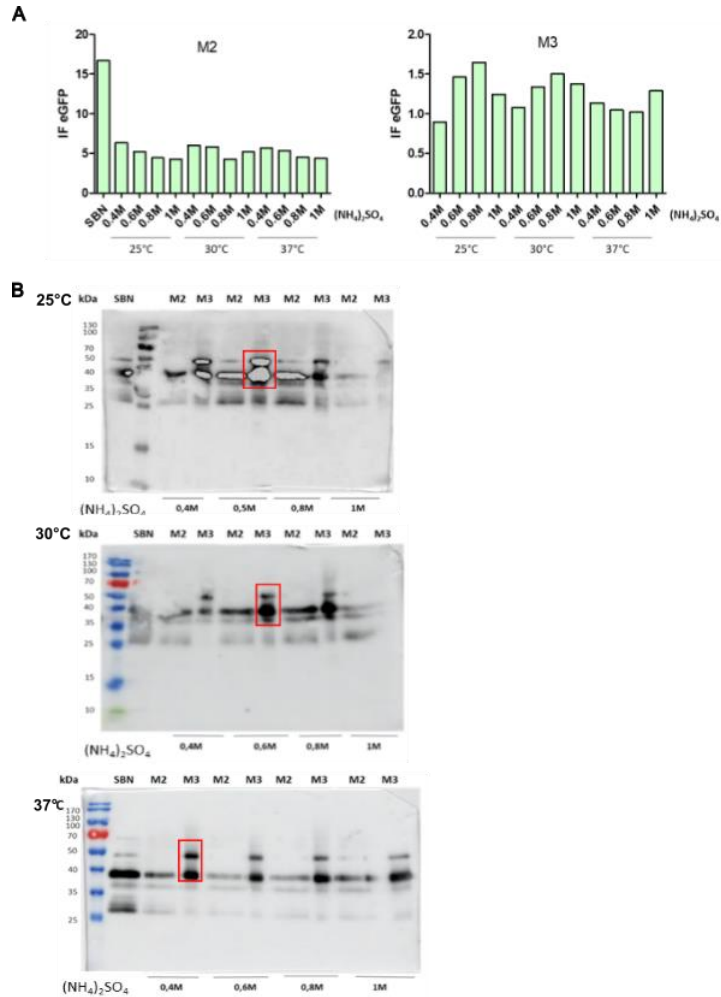 A
M2
IF eGFP
20
15
10
5
0
SBN 0.4M 0.6M 0.8M 1M 0.4M 0.6M 0.8M 1M 0.4M 0.6M 0.8M 1M (NH₄)₂SO₄
25°C 30°C 37°C
M3
IF eGFP
2.0
1.5
1.0
0.5
0.0
0.4M 0.6M 0.8M 1M 0.4M 0.6M 0.8M 1M 0.4M 0.6M 0.8M 1M (NH₄)₂SO₄
25°C 30°C 37°C
B
25°C kDa SBN M2 M3 M2 M3 M2 M3 M2 M3
130
100
70
50
40
35
25
15
10
(NH₄)₂SO₄ 0,4M 0,5M 0,8M 1M
30°C kDa SBN M2 M3 M2 M3 M2 M3 M2 M3
170
130
100
70
50
40
35
25
15
10
(NH₄)₂SO₄ 0,4M 0,6M 0,8M 1M
kDa SBN M2 M3 M2 M3 M2 M3 M2 M3
37℃
170
130
100
70
50
40
35
25
(NH₄)₂SO₄ 0,4M 0,6M 0,8M 1M